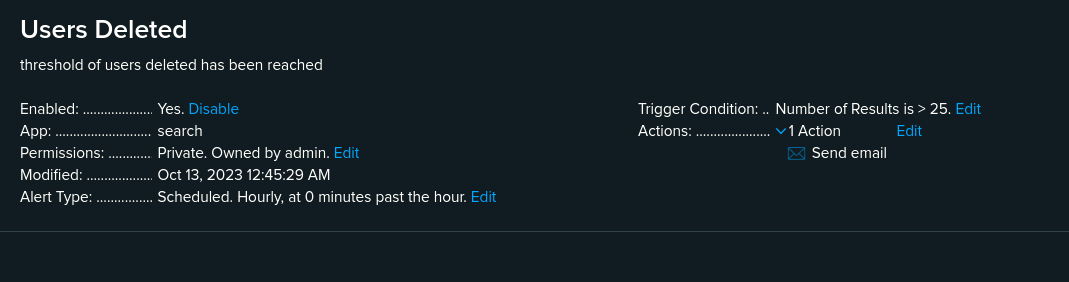 Users Deleted
threshold of users deleted has been reached
Enabled: .................... Yes. Disable
App: ........................... search
Permissions: ............ Private. Owned by admin. Edit
Modified: ................... Oct 13, 2023 12:45:29 AM
Alert Type: ................ Scheduled. Hourly, at 0 minutes past the hour. Edit
Trigger Condition: .. Number of Results is > 25. Edit
Actions: ..................... 1 Action Edit
Send email